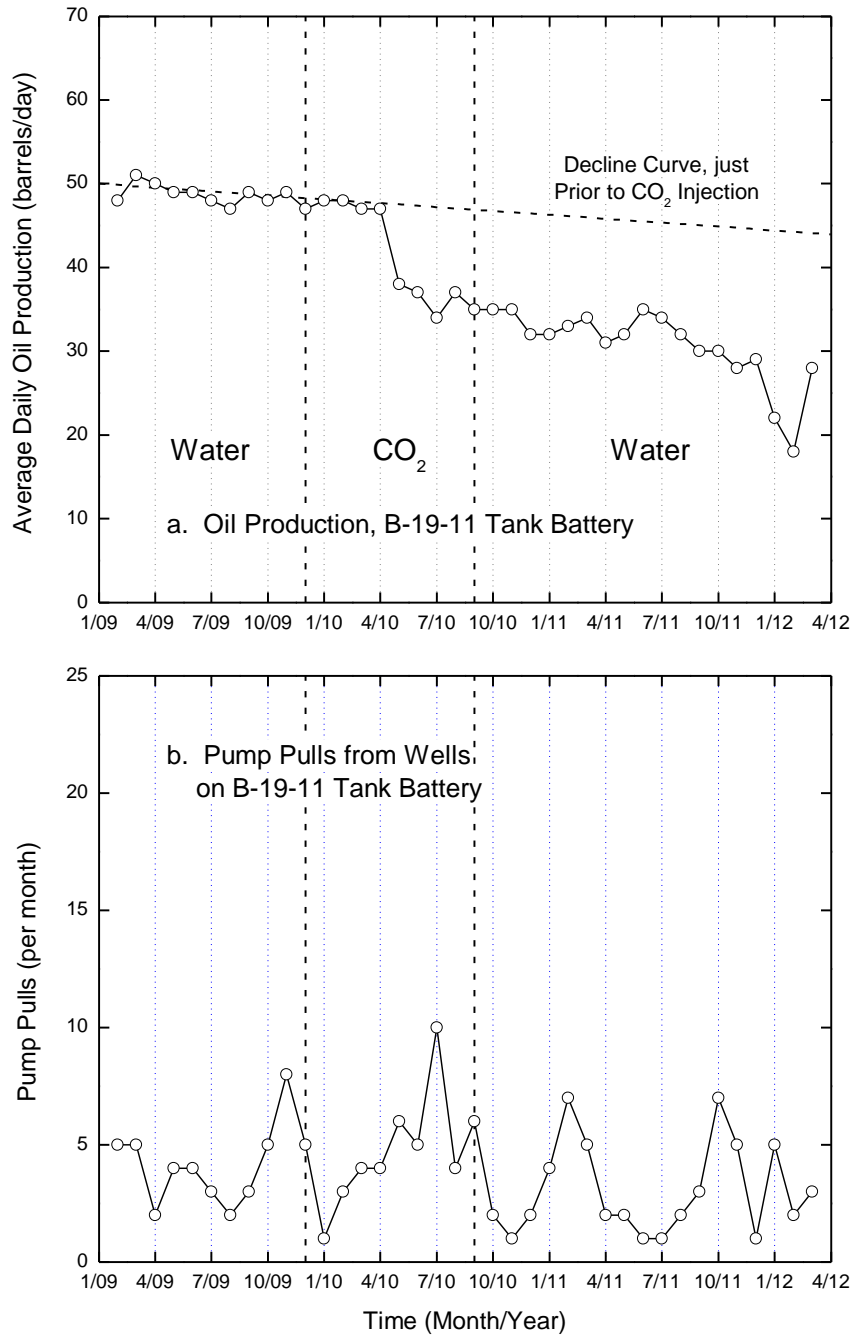 70
60
50
40
30
20
10
0
Average Daily Oil Production (barrels/day)
Decline Curve, just
Prior to CO₂ Injection
Water
CO₂
Water
a. Oil Production, B-19-11 Tank Battery
1/09 4/09 7/09 10/09 1/10 4/10 7/10 10/10 1/11 4/11 7/11 10/11 1/12 4/12
25
20
15
10
5
0
Pump Pulls (per month)
b. Pump Pulls from Wells
on B-19-11 Tank Battery
1/09 4/09 7/09 10/09 1/10 4/10 7/10 10/10 1/11 4/11 7/11 10/11 1/12 4/12
Time (Month/Year)